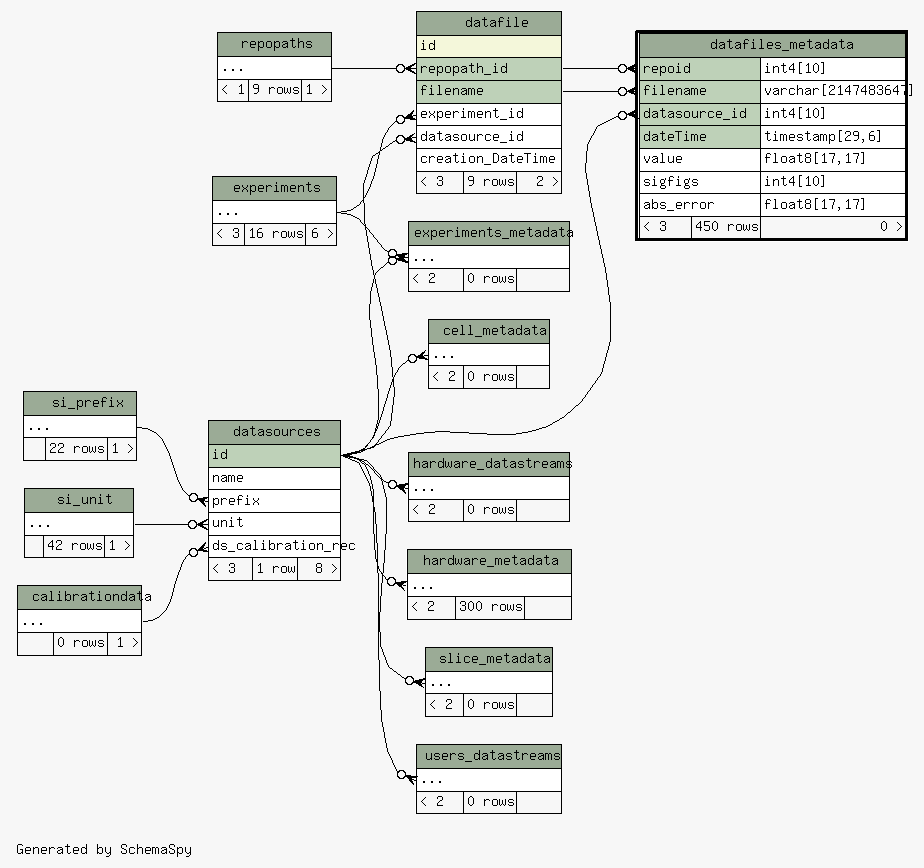 repopaths
...
< 1 9 rows 1 >
datafile
id
repopath_id
filename
experiment_id
datasource_id
creation_DateTime
< 3 9 rows 2 >
datafiles_metadata
repoid int4[10]
filename varchar[2147483647]
datasource_id int4[10]
dateTime timestamp[29,6]
value float8[17,17]
sigfigs int4[10]
abs_error float8[17,17]
< 3 450 rows 0 >
experiments
...
< 3 16 rows 6 >
experiments_metadata
...
< 2 0 rows
cell_metadata
...
< 2 0 rows
si_prefix
...
22 rows 1 >
si_unit
...
42 rows 1 >
calibrationdata
...
0 rows 1 >
datasources
id
name
prefix
unit
ds_calibration_rec
< 3 1 row 8 >
hardware_datastreams
...
< 2 0 rows
hardware_metadata
...
< 2 300 rows
slice_metadata
...
< 2 0 rows
users_datastreams
...
< 2 0 rows
Generated by SchemaSpy